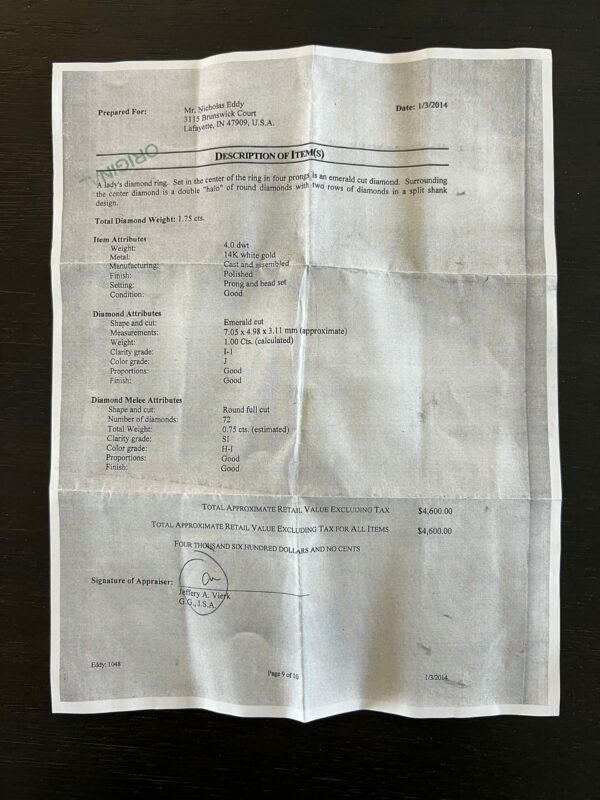 Prepared For:
Mr. Nicholas Eddy
3115 Brunswick Court
Lafayette, IN 47909, U.S.A.
Date: 1/3/2014
ORIGINAL
DESCRIPTION OF ITEM(S)
A lady's diamond ring. Set in the center of the ring in four prongs is an emerald cut diamond. Surrounding
the center diamond is a double "halo" of round diamonds with two rows of diamonds in a split shank
design.
Total Diamond Weight: 1.75 cts.
Item Attributes
Weight: 4.0 dwt
Metal: 14K white gold
Manufacturing: Cast and assembled
Finish: Polished
Setting: Prong and bead set
Condition: Good
Diamond Attributes
Shape and cut: Emerald cut
Measurements: 7.05 x 4.98 x 3.11 mm (approximate)
Weight: 1.00 Cts. (calculated)
Clarity grade: I-1
Color grade: J
Proportions: Good
Finish: Good
Diamond Melee Attributes
Shape and cut: Round full cut
Number of diamonds: 72
Total Weight: 0.75 cts. (estimated)
Clarity grade: SI
Color grade: H-I
Proportions: Good
Finish: Good
TOTAL APPROXIMATE RETAIL VALUE EXCLUDING TAX $4,600.00
TOTAL APPROXIMATE RETAIL VALUE EXCLUDING TAX FOR ALL ITEMS $4,600.00
FOUR THOUSAND SIX HUNDRED DOLLARS AND NO CENTS
Signature of Appraiser:
Jeffery A. Vierk
G.G., I.S.A.
Eddy: 1048
Page 9 of 10
1/3/2014